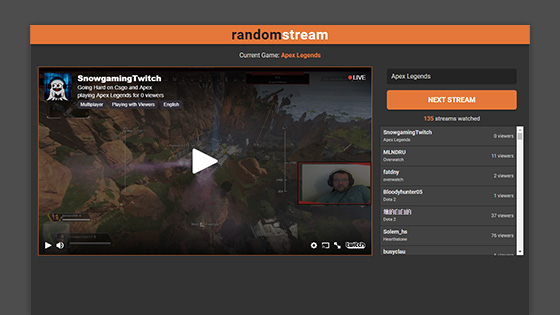 randomstream
Current Game: Apex Legends
SnowgamingTwitch
Going Hard on Csgo and Apex
playing Apex Legends for 0 viewers
Multiplayer Playing with Viewers English
LIVE
twitch
Apex Legends
NEXT STREAM
135 streams watched
SnowgamingTwitch
Apex Legends
0 viewers
MLNDRU
Overwatch
11 viewers
fatdny
overwatch
2 viewers
Bloodyhunter05
Dota 2
1 viewers
Dota 2
37 viewers
Solem_hs
Hearthstone
76 viewers
busyclau